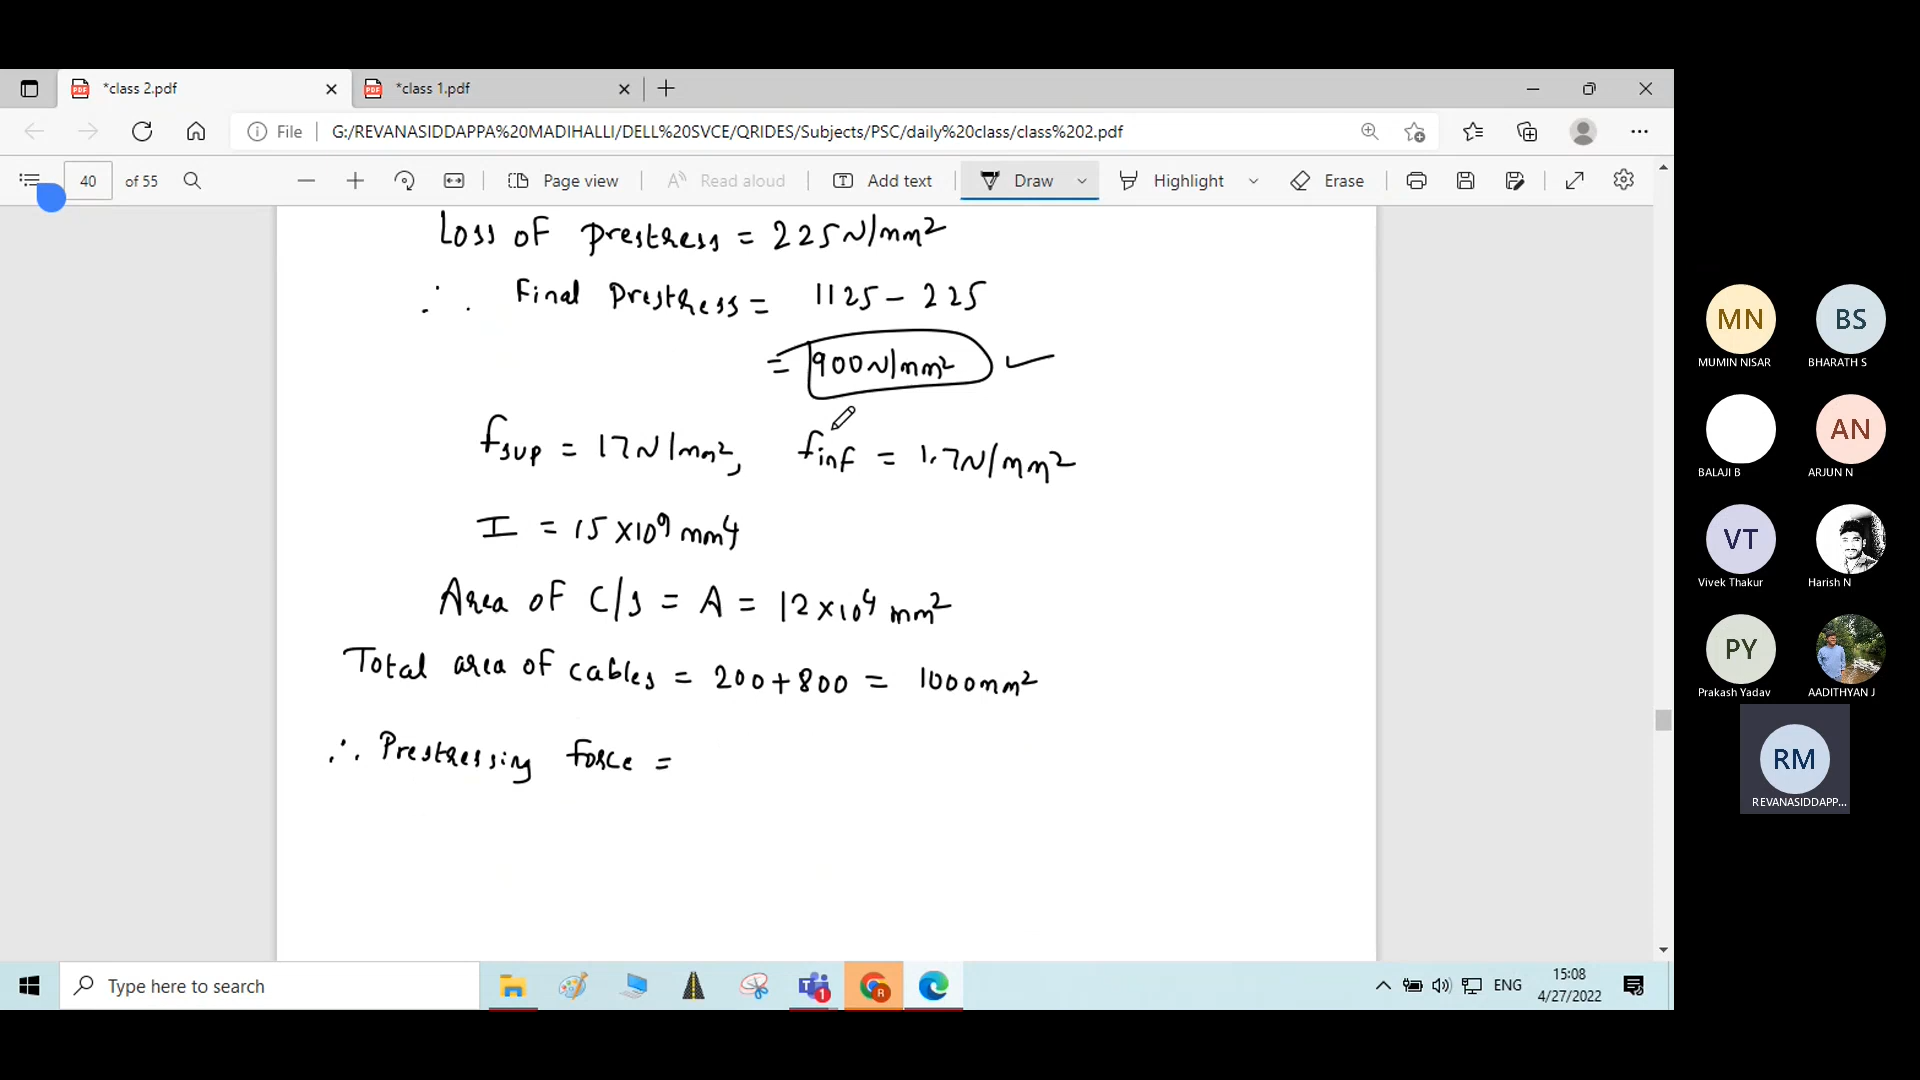 *class 2.pdf
*class 1.pdf
File
G:/REVANASIDDAPPA%20MADIHALLI/DELL%20SVCE/QRIDES/Subjects/PSC/daily%20class/class%202.pdf
40 of 55
Page view
Read aloud
Add text
Draw
Highlight
Erase
Loss of prestress = 225N/mm²
∴ Final Prestress = 1125 - 225
= 900N/mm² ✓
fsup = 17N/mm², finf = 1.7N/mm²
I = 15 x10⁹ mm4
Area of C/s = A = 12x10⁴ mm²
Total area of cables = 200+800 = 1000mm²
∴ Prestressing force =
MN
MUMIN NISAR
BS
BHARATH S
BALAJI B
AN
ARJUN N
VT
Vivek Thakur
Harish N
PY
Prakash Yadav
AADITHYAN J
RM
REVANASIDDAPP...
Type here to search
1
R
ENG
15:08
4/27/2022